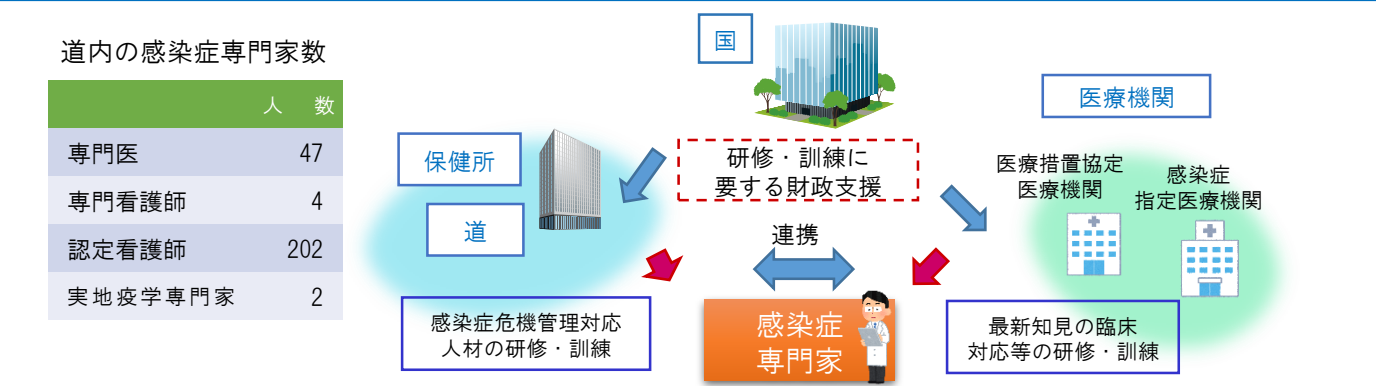 道内の感染症専門家数
人 数
専門医 47
専門看護師 4
認定看護師 202
実地疫学専門家 2
国
研修・訓練に
要する財政支援
保健所
道
医療機関
医療措置協定
医療機関
感染症
指定医療機関
連携
感染症危機管理対応
人材の研修・訓練
感染症
専門家
最新知見の臨床
対応等の研修・訓練